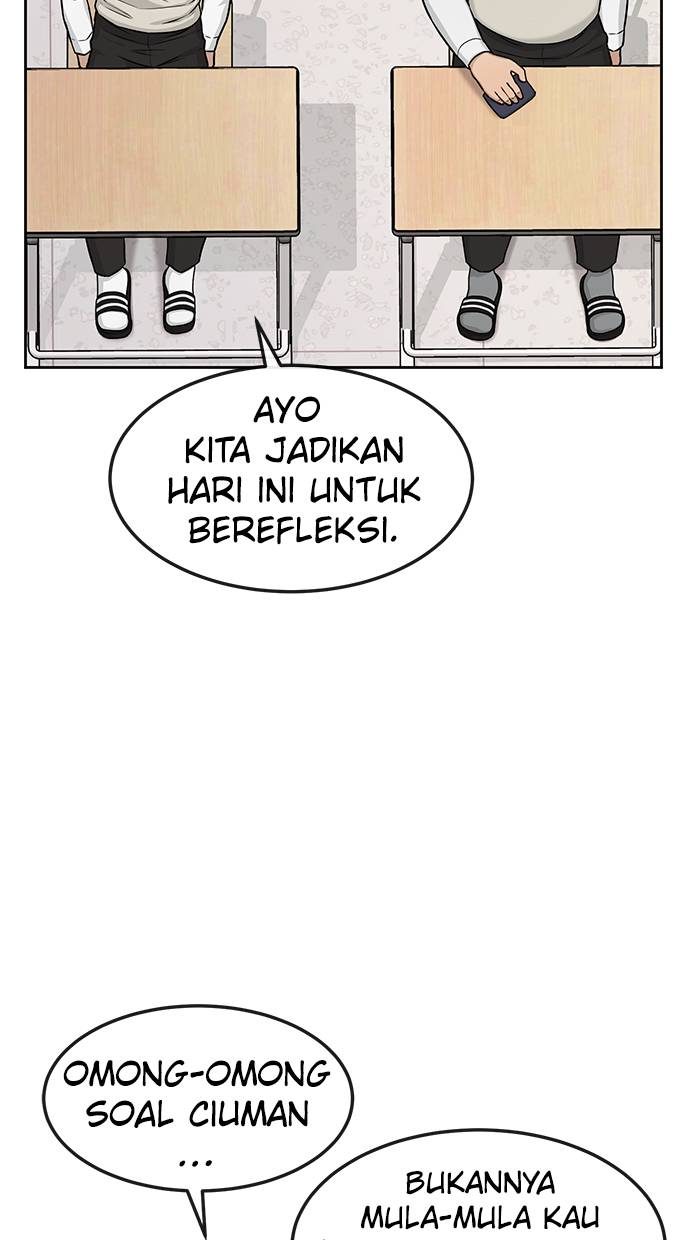 AYO
KITA JADIKAN
HARI INI UNTUK
BEREFLEKSI.
OMONG-OMONG
SOAL CIUMAN
...
BUKANNYA
MULA-MULA KAU